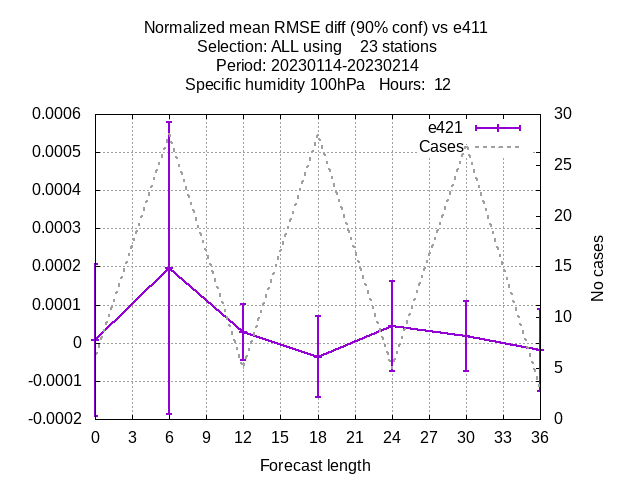 Normalized mean RMSE diff (90% conf) vs e411
Selection: ALL using    23 stations
Period: 20230114-20230214
Specific humidity 100hPa   Hours:  12
0.0006
0.0005
0.0004
0.0003
0.0002
0.0001
0
-0.0001
-0.0002
e421
Cases
30
25
20
15
10
5
0
No cases
0 3 6 9 12 15 18 21 24 27 30 33 36
Forecast length